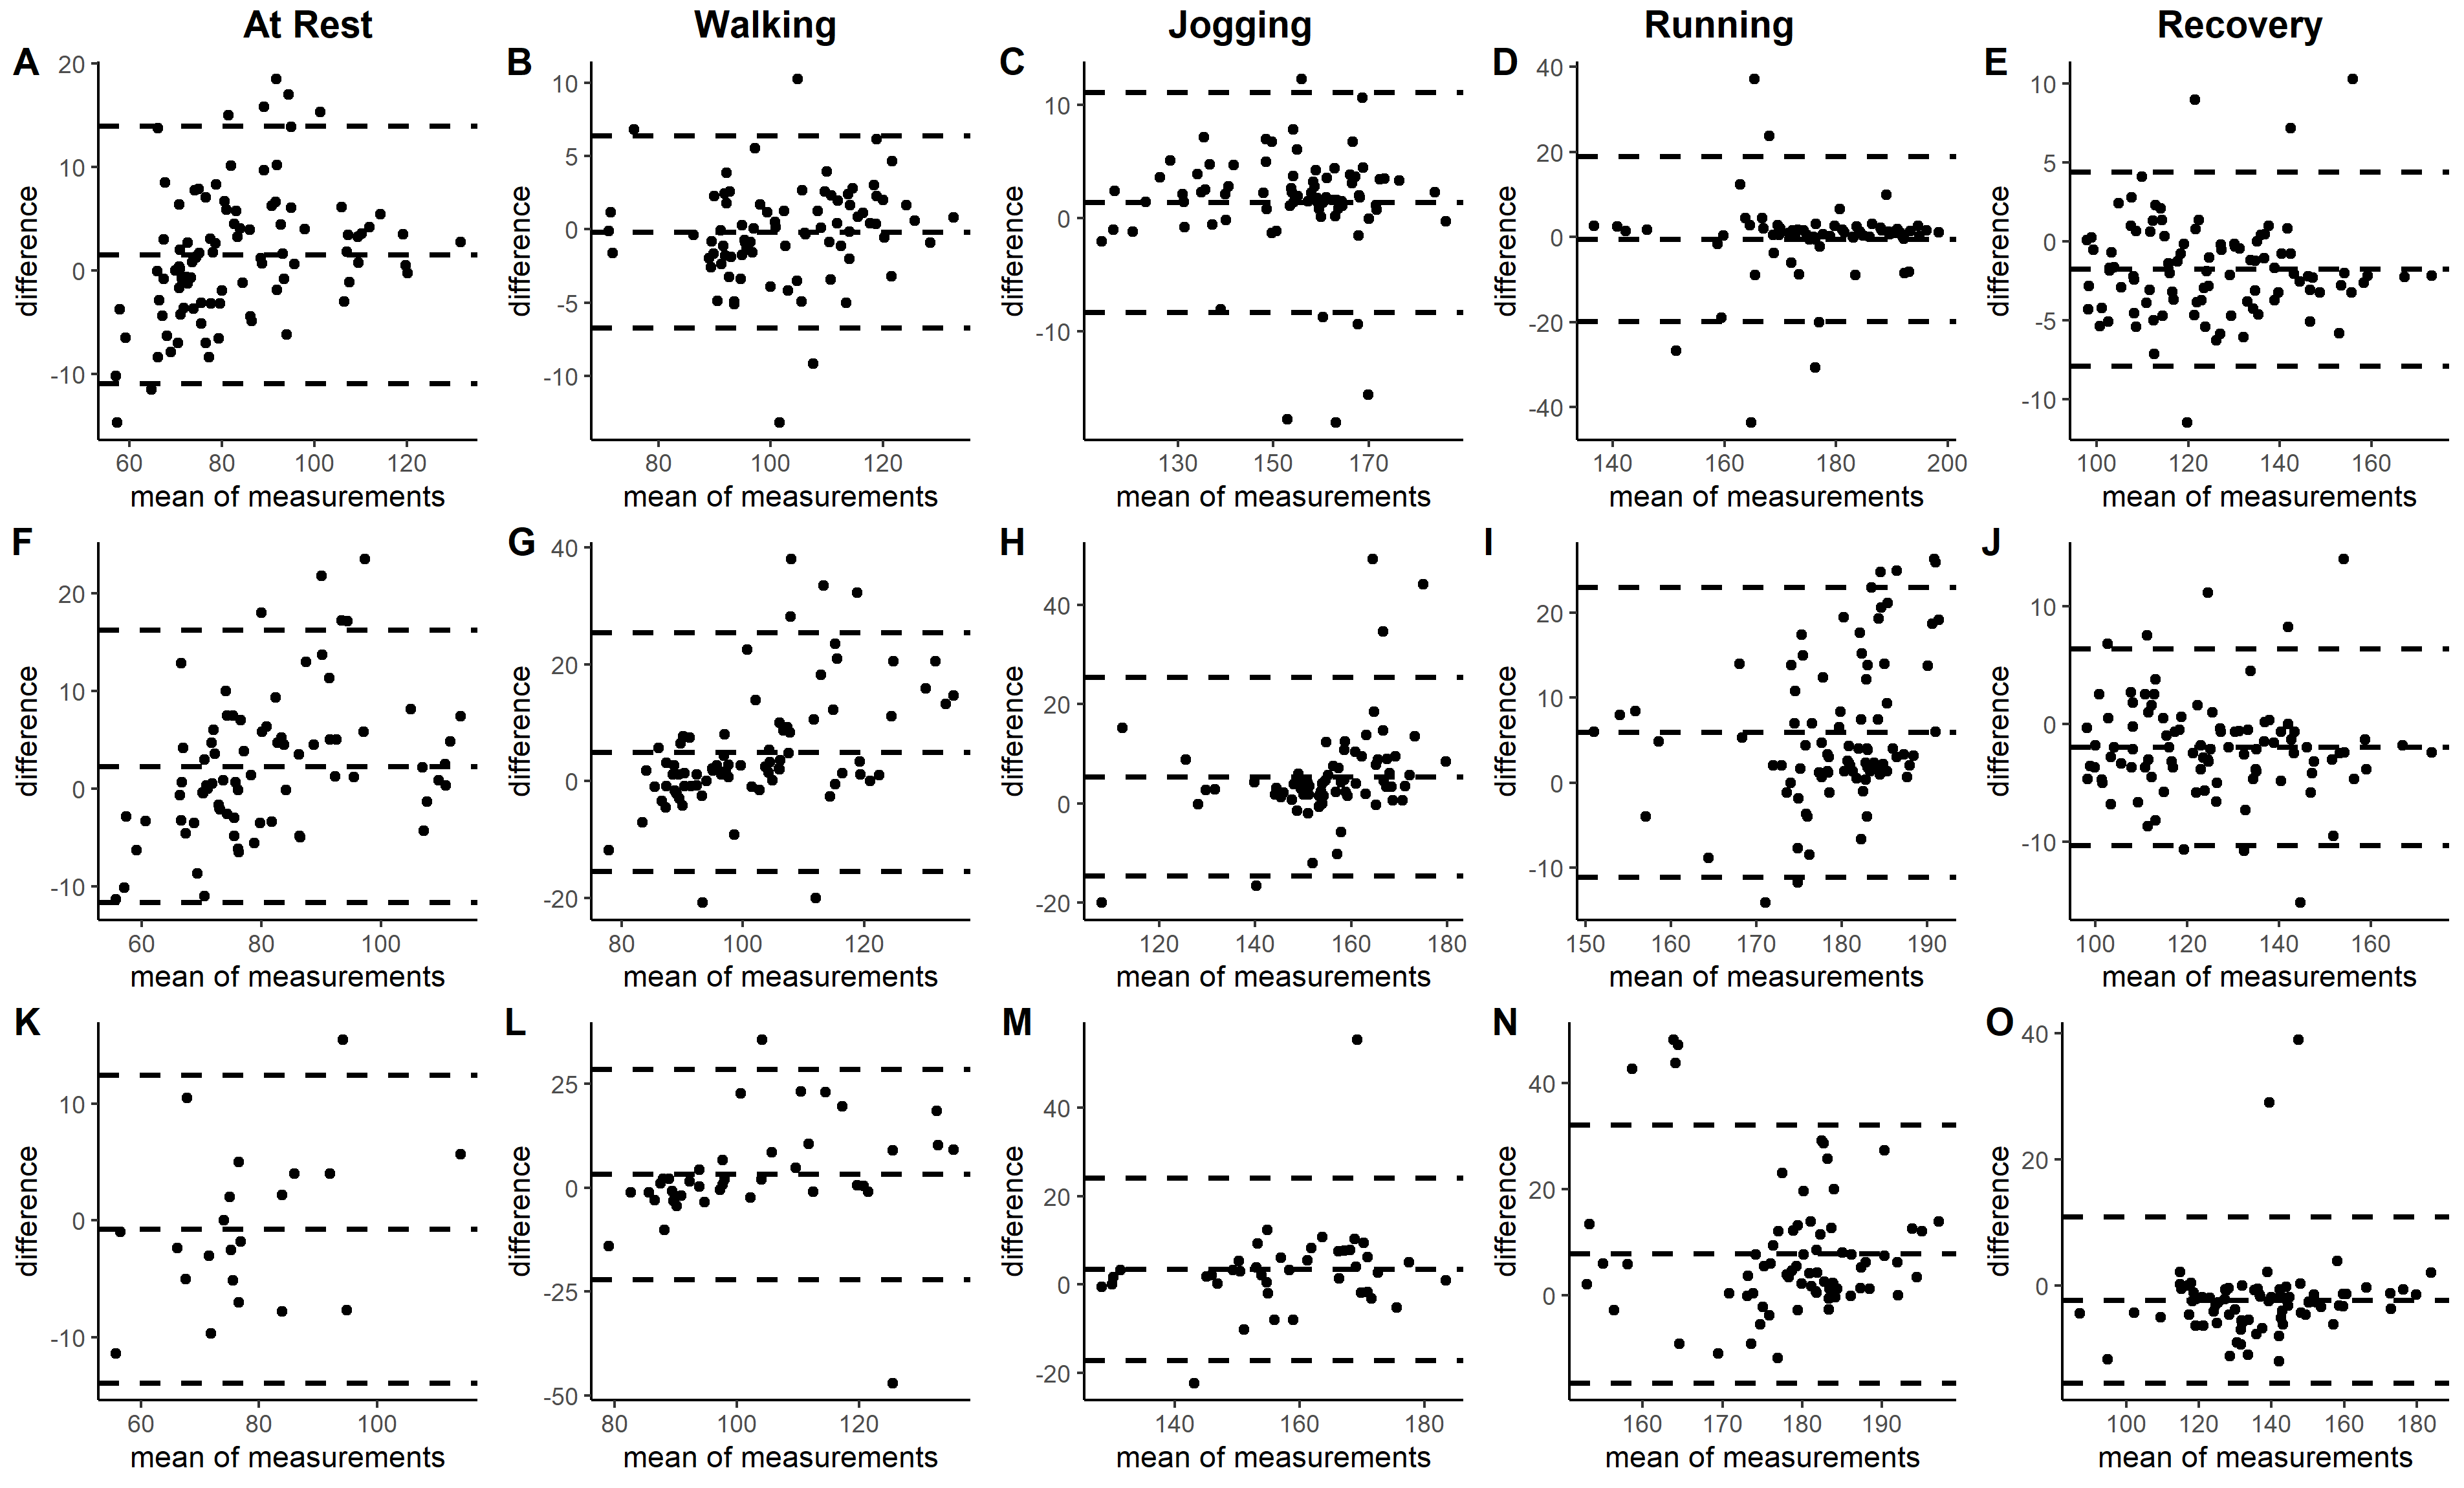 At Rest Walking Jogging Running Recovery
A B C D E
20 10 0 -10
difference
60 80 100 120
mean of measurements
10 5 0 -5 -10
difference
80 100 120
mean of measurements
10 0 -10
difference
130 150 170
mean of measurements
40 20 0 -20 -40
difference
140 160 180 200
mean of measurements
10 5 0 -5 -10
difference
100 120 140 160
mean of measurements
F G H I J
20 10 0 -10
difference
60 80 100
mean of measurements
40 20 0 -20
difference
80 100 120
mean of measurements
40 20 0 -20
difference
120 140 160 180
mean of measurements
20 10 0 -10
difference
150 160 170 180 190
mean of measurements
10 0 -10
difference
100 120 140 160
mean of measurements
K L M N O
10 0 -10
difference
60 80 100
mean of measurements
25 0 -25 -50
difference
80 100 120
mean of measurements
40 20 0 -20
difference
140 160 180
mean of measurements
40 20 0
difference
160 170 180 190
mean of measurements
40 20 0
difference
100 120 140 160 180
mean of measurements